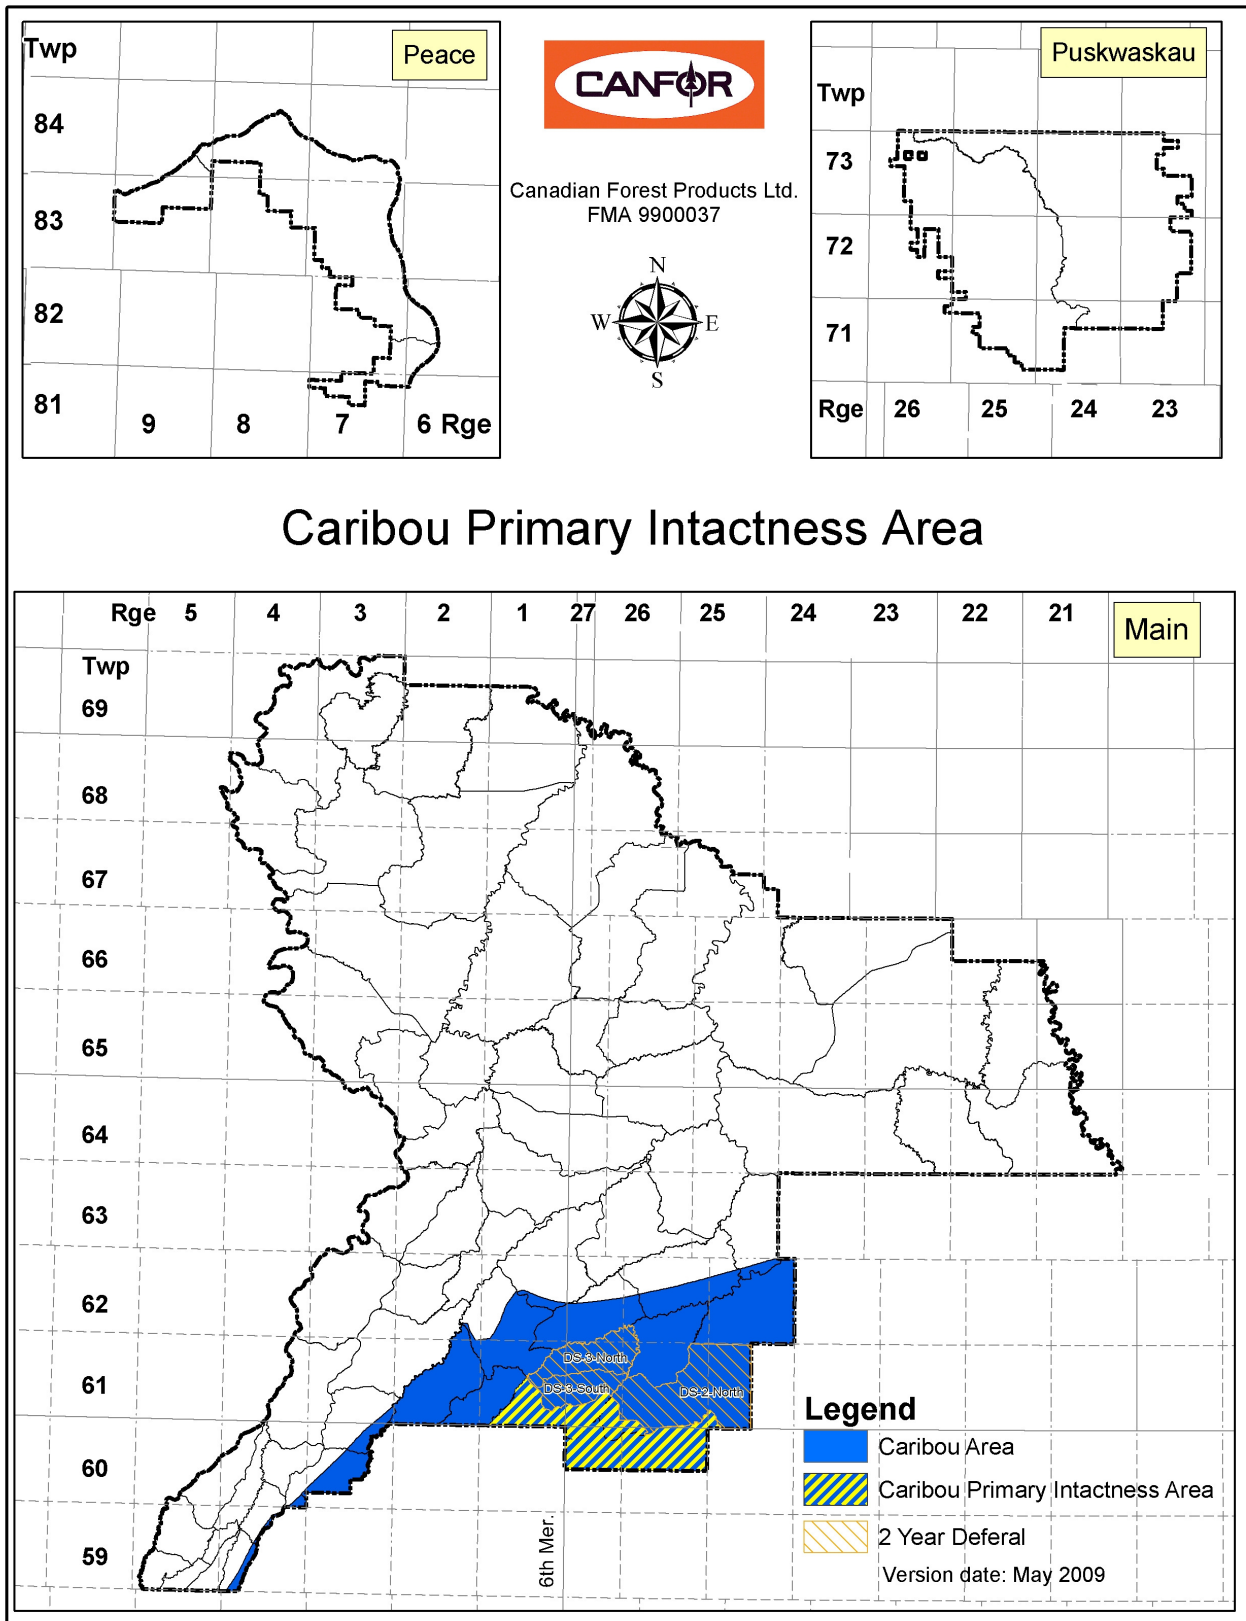 Twp
Peace
84
83
82
81
9 8 7 6 Rge
CANFOR
Canadian Forest Products Ltd.
FMA 9900037
N
W E
S
Puskwaskau
Twp
73
72
71
Rge 26 25 24 23
Caribou Primary Intactness Area
Rge 5 4 3 2 1 27 26 25 24 23 22 21
Main
Twp
69
68
67
66
65
64
63
62
61
60
59
DS-3-North
DS-3-South
DS-2-North
6th Mer.
Legend
Caribou Area
Caribou Primary Intactness Area
2 Year Deferal
Version date: May 2009